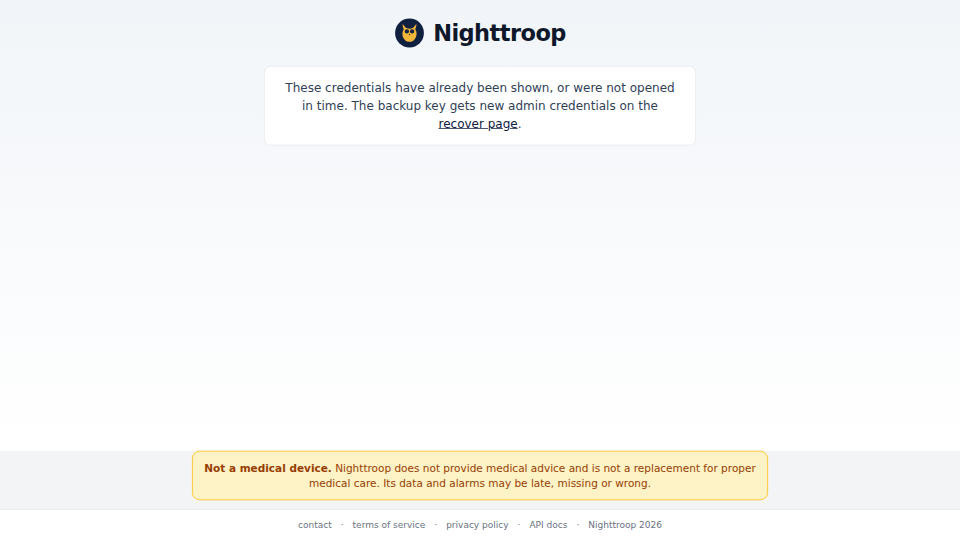 Nighttroop
These credentials have already been shown, or were not opened
in time. The backup key gets new admin credentials on the
recover page.
Not a medical device. Nighttroop does not provide medical advice and is not a replacement for proper
medical care. Its data and alarms may be late, missing or wrong.
contact · terms of service · privacy policy · API docs · Nighttroop 2026